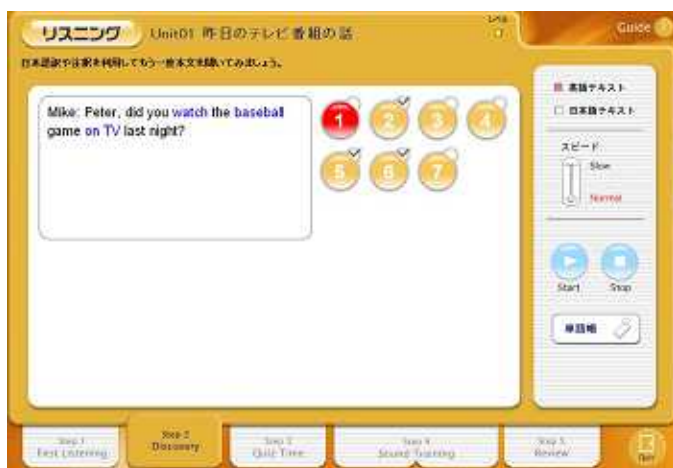 リスニング Unit01 昨日のテレビ番組の話
レベル
Guide
日本語訳や注釈を利用してもう一度本文を聴いてみましょう。
Mike: Peter, did you watch the baseball
game on TV last night?
1 2 3 4
5 6 7
英語テキスト
日本語テキスト
スピード
Slow
Normal
Start Stop
単語帳
Step 1
First Listening
Step 2
Discovery
Step 3
Quiz Time
Step 4
Sound Training
Step 5
Review